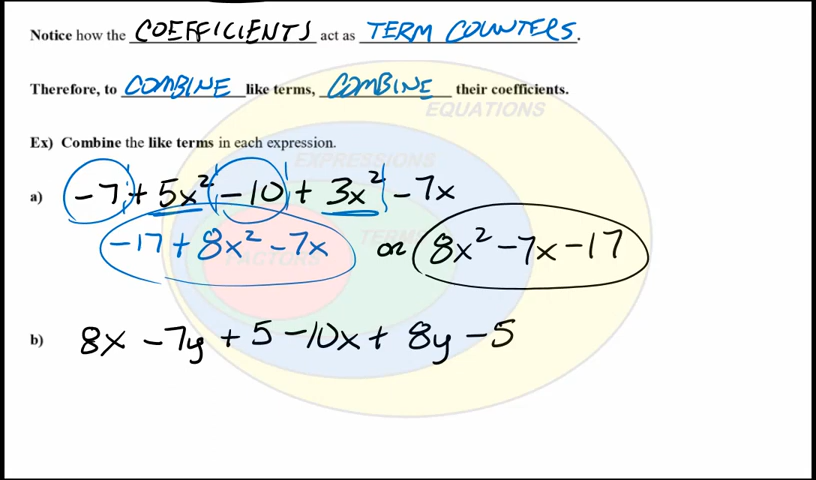 Notice how the COEFFICIENTS act as TERM COUNTERS.
Therefore, to COMBINE like terms, COMBINE their coefficients.
EQUATIONS
Ex) Combine the like terms in each expression.
EXPRESSIONS
a) -7 + 5x² - 10 + 3x² - 7x
TERMS
-17 + 8x² - 7x or 8x² - 7x - 17
FACTORS
b) 8x - 7y + 5 - 10x + 8y - 5